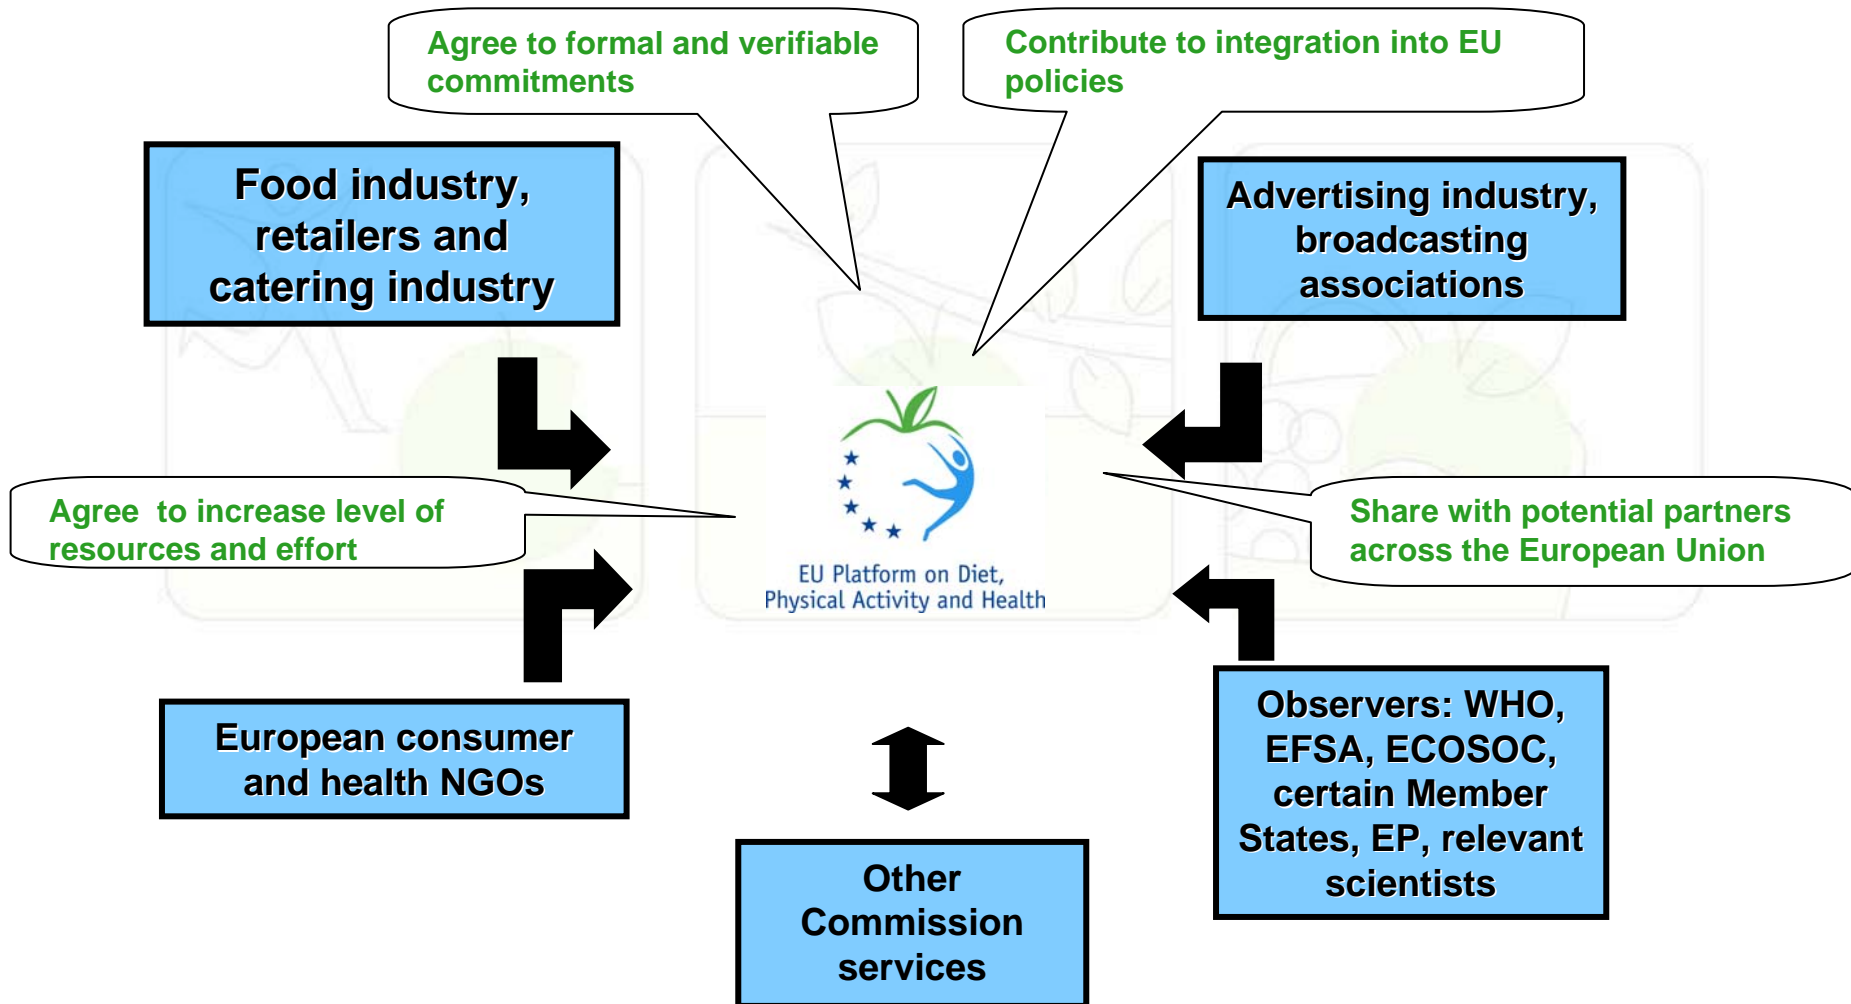 Agree to formal and verifiable
commitments
Contribute to integration into EU
policies
Food industry,
retailers and
catering industry
Advertising industry,
broadcasting
associations
Agree  to increase level of
resources and effort
EU Platform on Diet,
Physical Activity and Health
Share with potential partners
across the European Union
European consumer
and health NGOs
Other
Commission
services
Observers: WHO,
EFSA, ECOSOC,
certain Member
States, EP, relevant
scientists